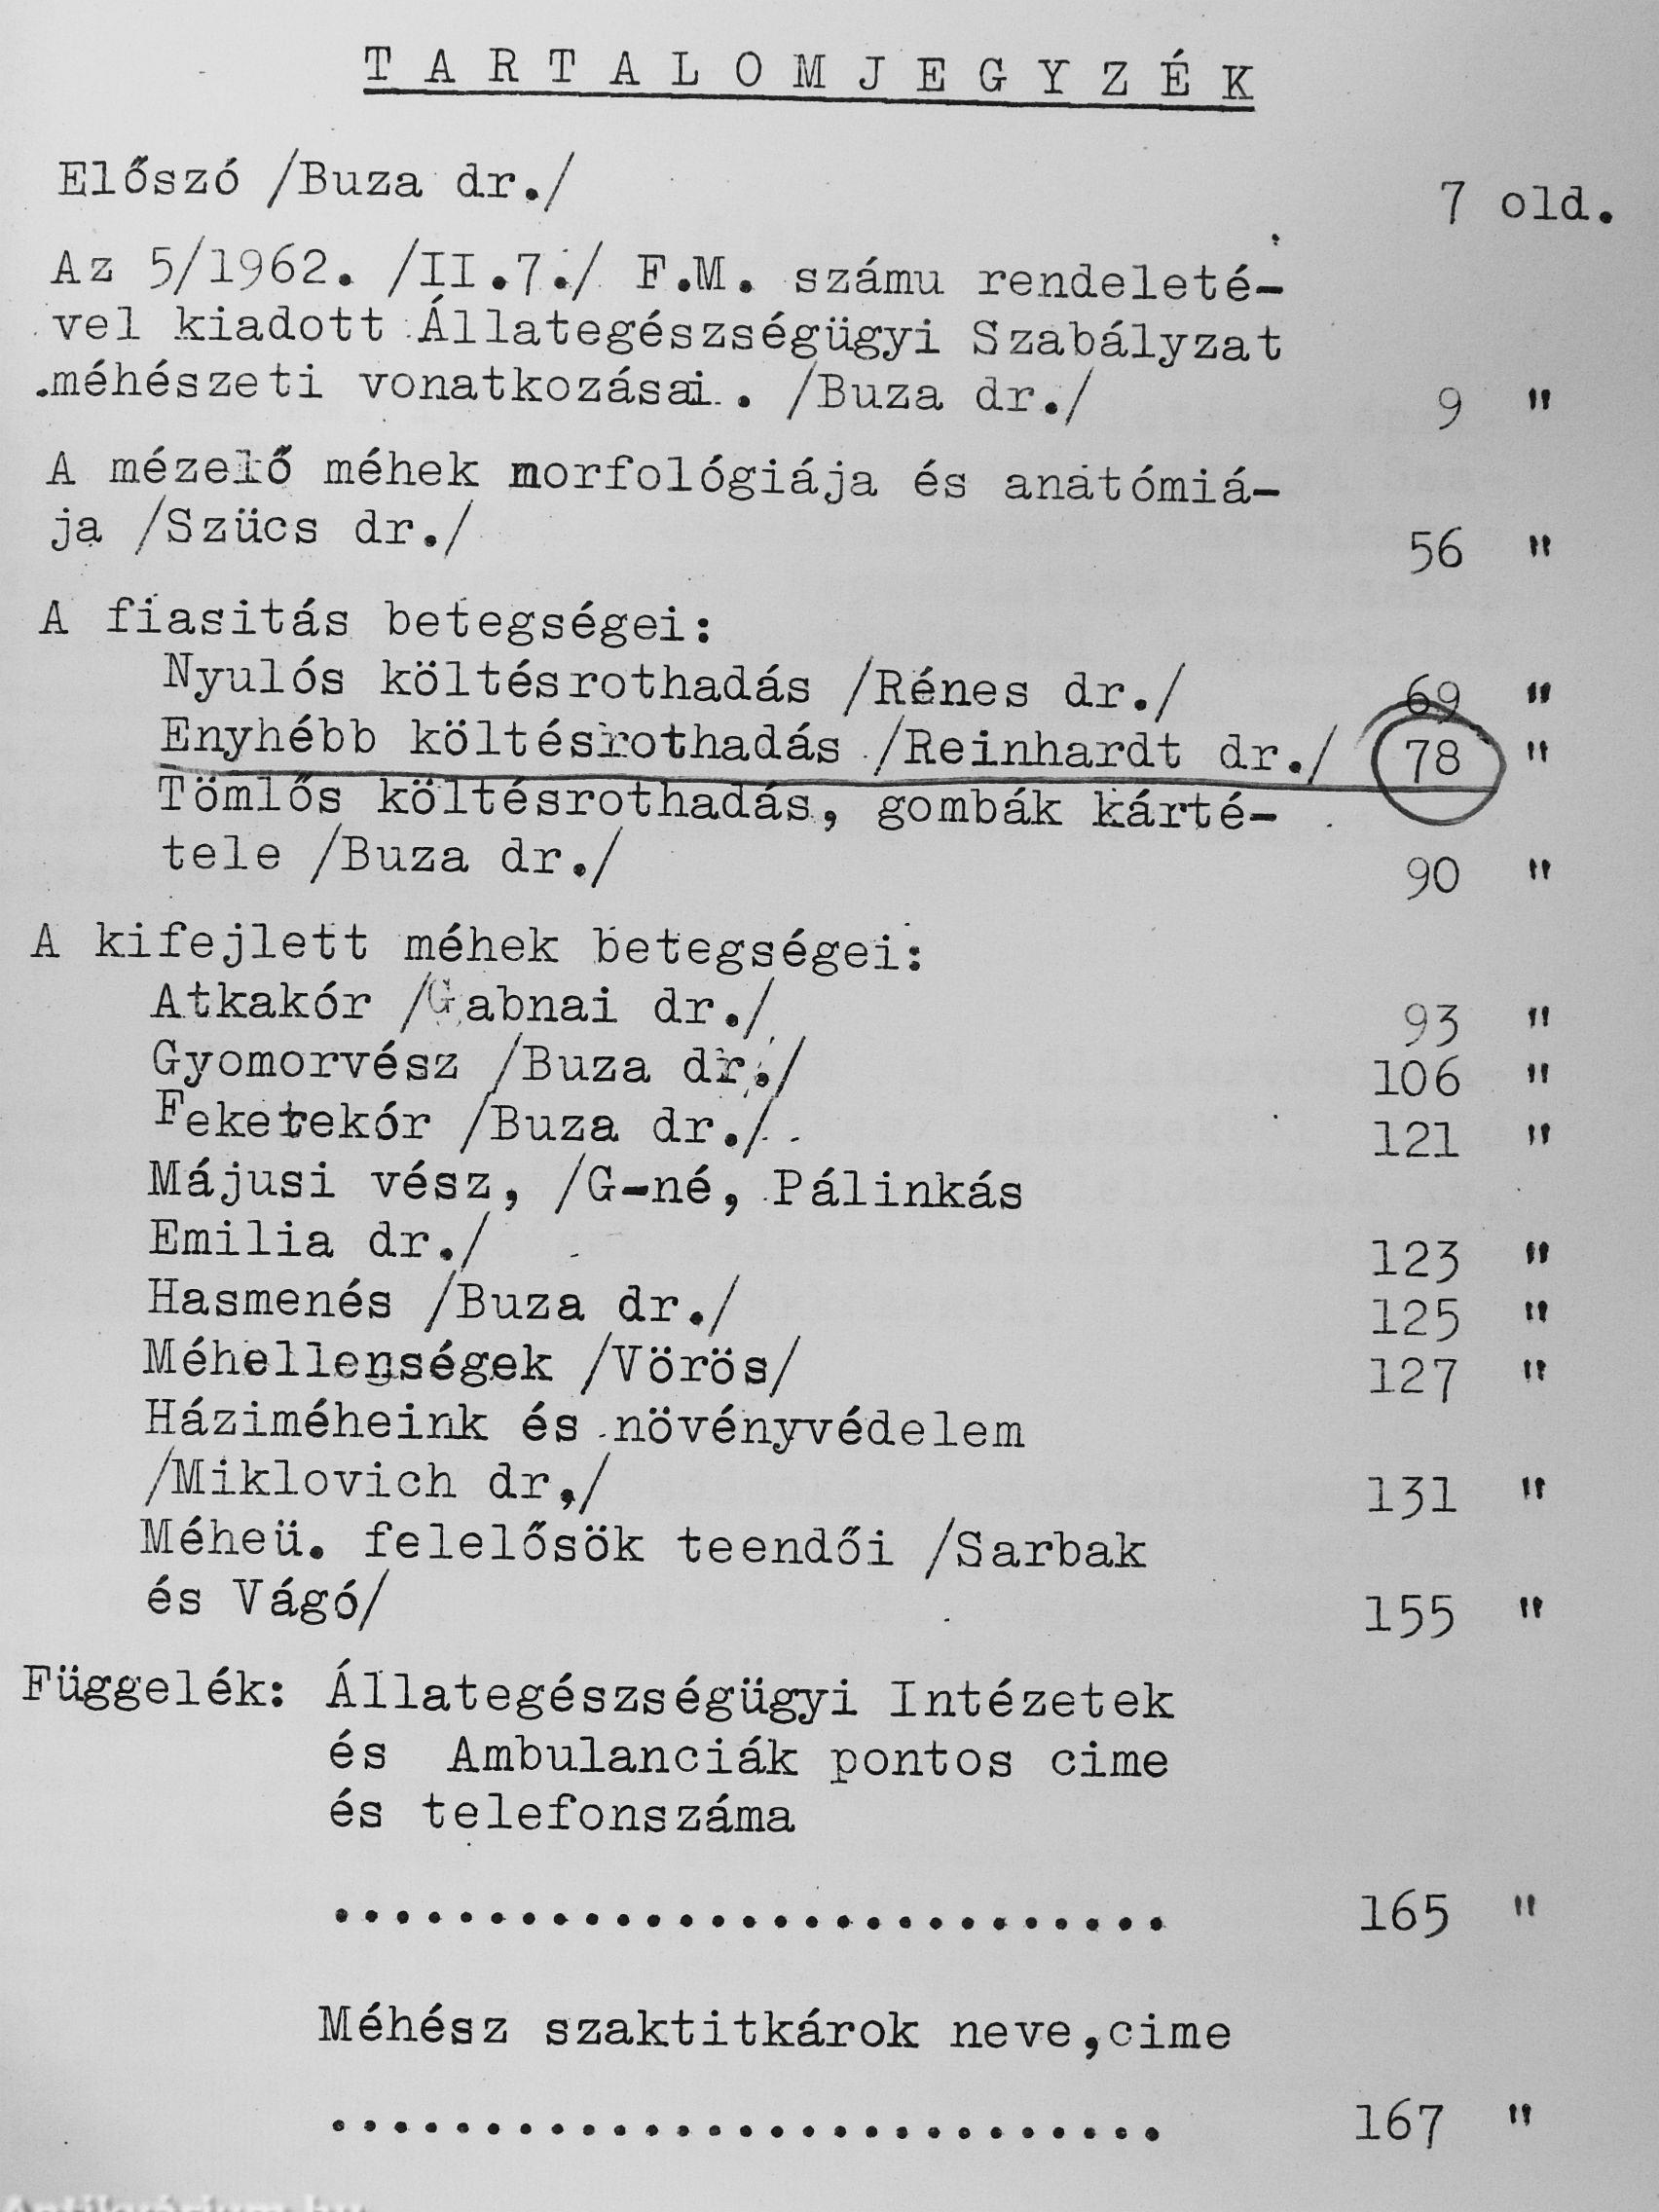 TARTALOMJEGYZÉK
Előszó /Buza dr./ 7 old.
Az 5/1962. /II.7./ F.M. számu rendeleté-
vel kiadott Állategészségügyi Szabályzat
méhészeti vonatkozásai. /Buza dr./ 9 "
A mézelő méhek morfológiája és anatómiá-
ja /Szücs dr./ 56 "
A fiasitás betegségei:
Nyulós költésrothadás /Rénes dr./ 69 "
Enyhébb költésrothadás /Reinhardt dr./ 78 "
Tömlős költésrothadás, gombák kárté-
tele /Buza dr./ 90 "
A kifejlett méhek betegségei:
Atkakór /Gabnai dr./ 93 "
Gyomorvész /Buza dr./ 106 "
Feketekór /Buza dr./ 121 "
Májusi vész, /G-né, Pálinkás
Emilia dr./ 123 "
Hasmenés /Buza dr./ 125 "
Méhellenségek /Vörös/ 127 "
Háziméheink és növényvédelem
/Miklovich dr,/ 131 "
Méheü. felelősök teendői /Sarbak
és Vágó/ 155 "
Függelék: Állategészségügyi Intézetek
és Ambulanciák pontos cime
és telefonszáma
........................... 165 "
Méhész szaktitkárok neve,cime
........................... 167 "